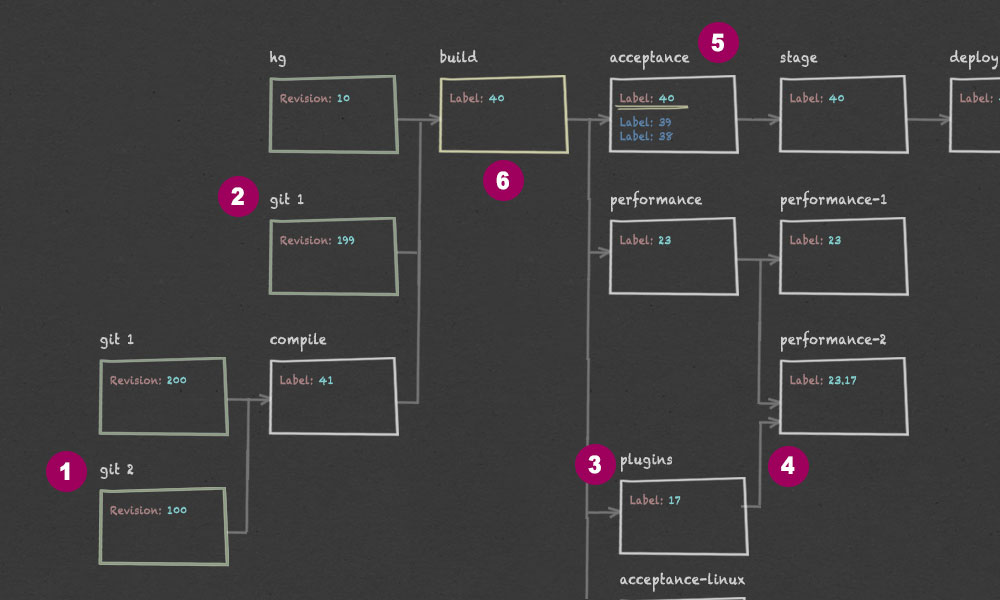 5
hg
build
acceptance
stage
deploy
Revision: 10
Label: 40
Label: 40
Label: 39
Label: 38
Label: 40
Label:
6
2
git 1
performance
performance-1
Revision: 199
Label: 23
Label: 23
git 1
compile
performance-2
Revision: 200
Label: 41
Label: 23,17
1
git 2
3
plugins
4
Revision: 100
Label: 17
acceptance-linux